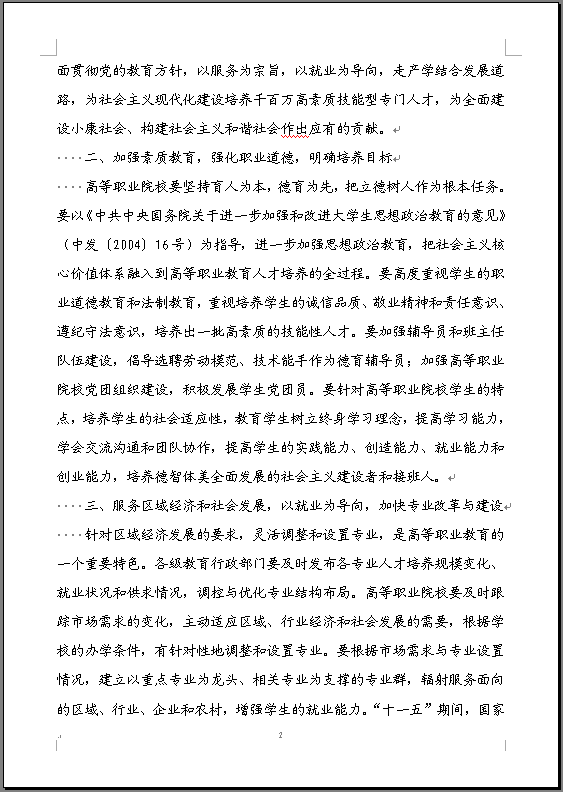 面贯彻党的教育方针，以服务为宗旨，以就业为导向，走产学结合发展道
路，为社会主义现代化建设培养千百万高素质技能型专门人才，为全面建
设小康社会、构建社会主义和谐社会作出应有的贡献。
二、加强素质教育，强化职业道德，明确培养目标
高等职业院校要坚持育人为本，德育为先，把立德树人作为根本任务。
要以《中共中央国务院关于进一步加强和改进大学生思想政治教育的意见》
（中发〔2004〕16号）为指导，进一步加强思想政治教育，把社会主义核
心价值体系融入到高等职业教育人才培养的全过程。要高度重视学生的职
业道德教育和法制教育，重视培养学生的诚信品质、敬业精神和责任意识、
遵纪守法意识，培养出一批高素质的技能性人才。要加强辅导员和班主任
队伍建设，倡导选聘劳动模范、技术能手作为德育辅导员；加强高等职业
院校党团组织建设，积极发展学生党团员。要针对高等职业院校学生的特
点，培养学生的社会适应性，教育学生树立终身学习理念，提高学习能力，
学会交流沟通和团队协作，提高学生的实践能力、创造能力、就业能力和
创业能力，培养德智体美全面发展的社会主义建设者和接班人。
三、服务区域经济和社会发展，以就业为导向，加快专业改革与建设
针对区域经济发展的要求，灵活调整和设置专业，是高等职业教育的
一个重要特色。各级教育行政部门要及时发布各专业人才培养规模变化、
就业状况和供求情况，调控与优化专业结构布局。高等职业院校要及时跟
踪市场需求的变化，主动适应区域、行业经济和社会发展的需要，根据学
校的办学条件，有针对性地调整和设置专业。要根据市场需求与专业设置
情况，建立以重点专业为龙头、相关专业为支撑的专业群，辐射服务面向
的区域、行业、企业和农村，增强学生的就业能力。“十一五”期间，国家
2